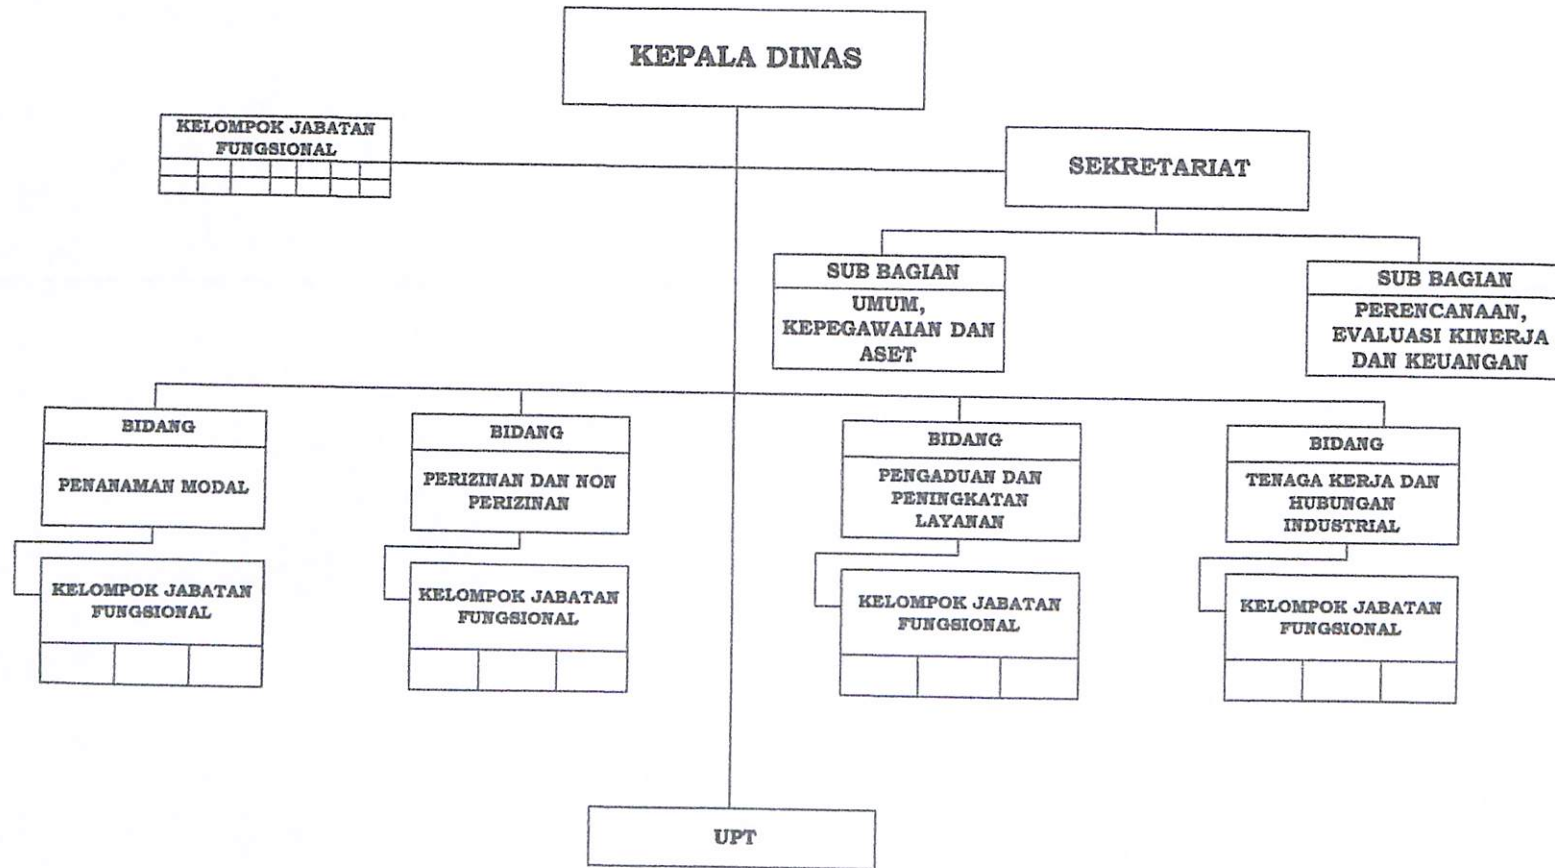 KEPALA DINAS
KELOMPOK JABATAN
FUNGSIONAL
SEKRETARIAT
SUB BAGIAN
UMUM,
KEPEGAWAIAN DAN
ASET
SUB BAGIAN
PERENCANAAN,
EVALUASI KINERJA
DAN KEUANGAN
BIDANG
PENANAMAN MODAL
BIDANG
PERIZINAN DAN NON
PERIZINAN
BIDANG
PENGADUAN DAN
PENINGKATAN
LAYANAN
BIDANG
TENAGA KERJA DAN
HUBUNGAN
INDUSTRIAL
KELOMPOK JABATAN
FUNGSIONAL
KELOMPOK JABATAN
FUNGSIONAL
KELOMPOK JABATAN
FUNGSIONAL
KELOMPOK JABATAN
FUNGSIONAL
UPT